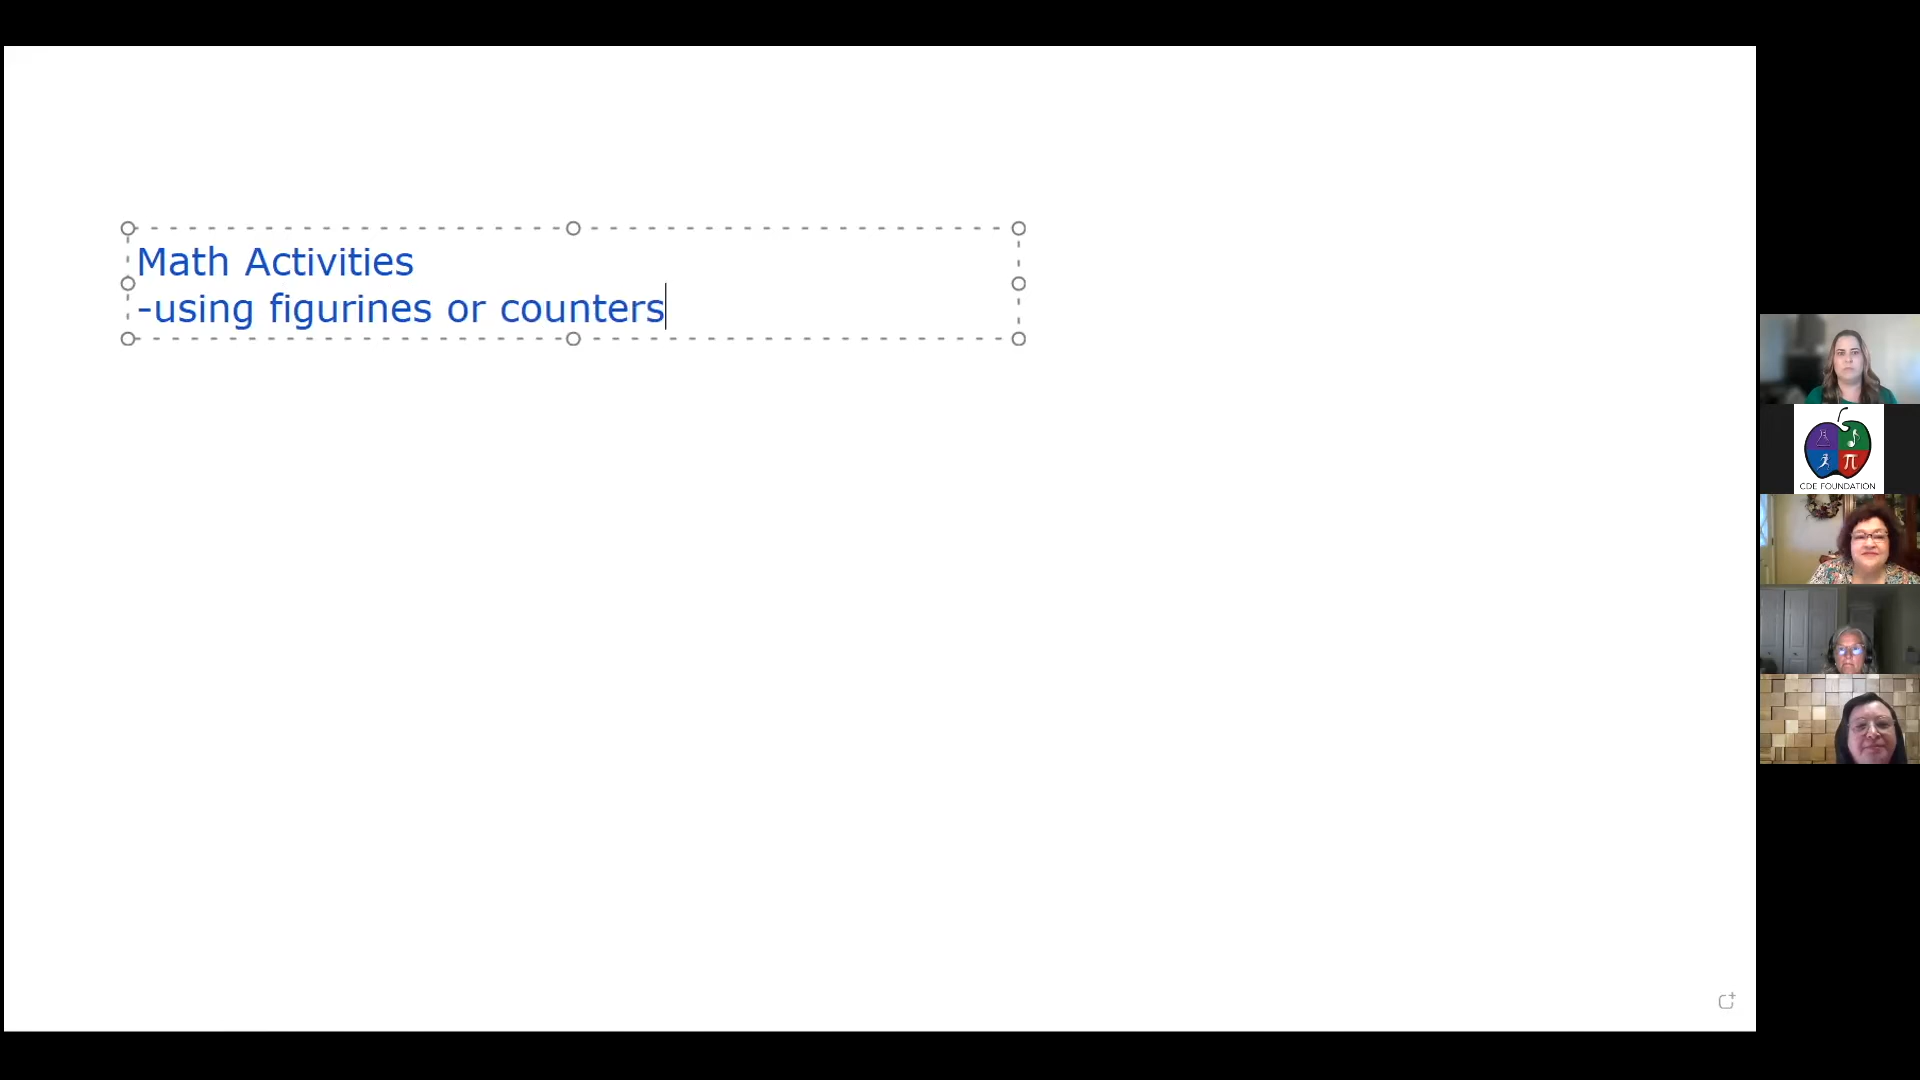 Math Activities
-using figurines or counters
π
CDE FOUNDATION